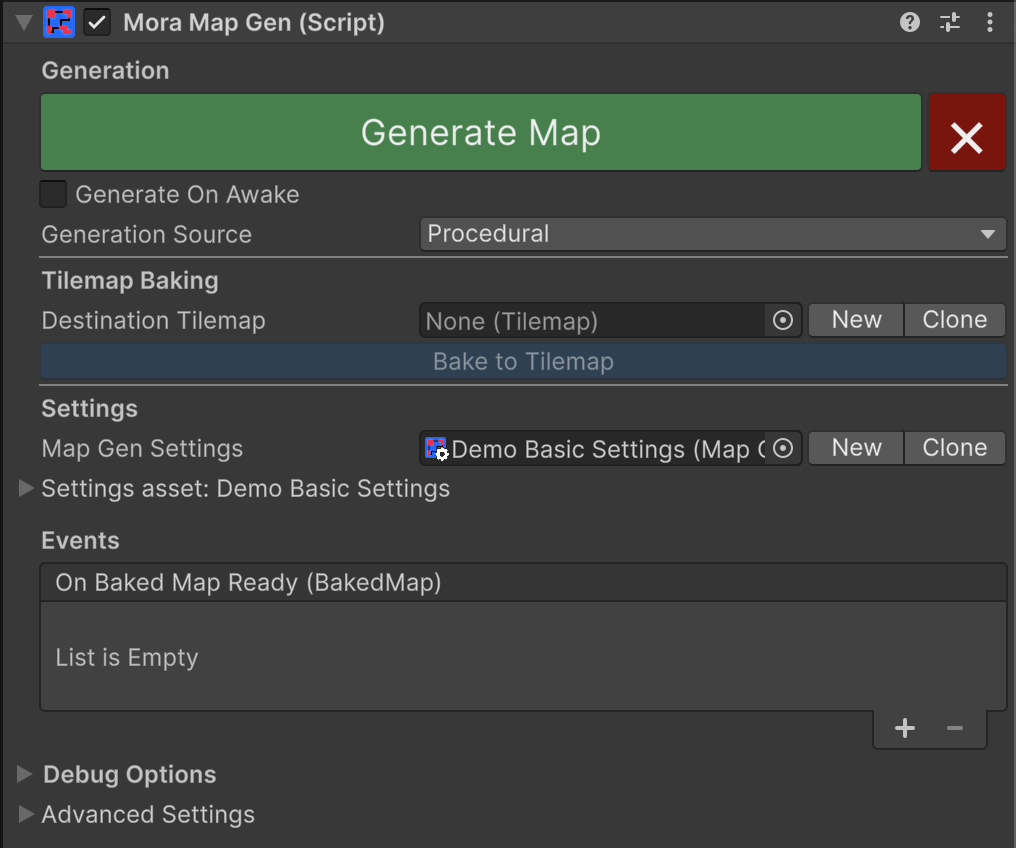 Mora Map Gen (Script)
Generation
Generate Map
Generate On Awake
Generation Source Procedural
Tilemap Baking
Destination Tilemap None (Tilemap) New Clone
Bake to Tilemap
Settings
Map Gen Settings Demo Basic Settings (Map G New Clone
Settings asset: Demo Basic Settings
Events
On Baked Map Ready (BakedMap)
List is Empty
Debug Options
Advanced Settings